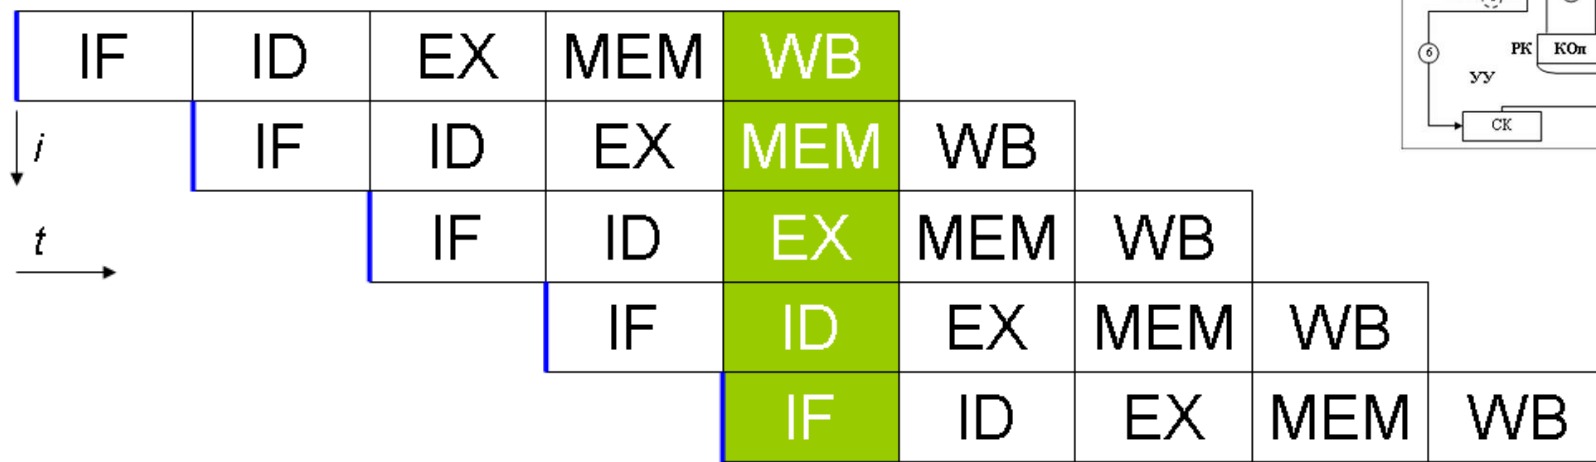 IF ID EX MEM WB
i IF ID EX MEM WB
t IF ID EX MEM WB
IF ID EX MEM WB
IF ID EX MEM WB
6 РК КОп
УУ
СК